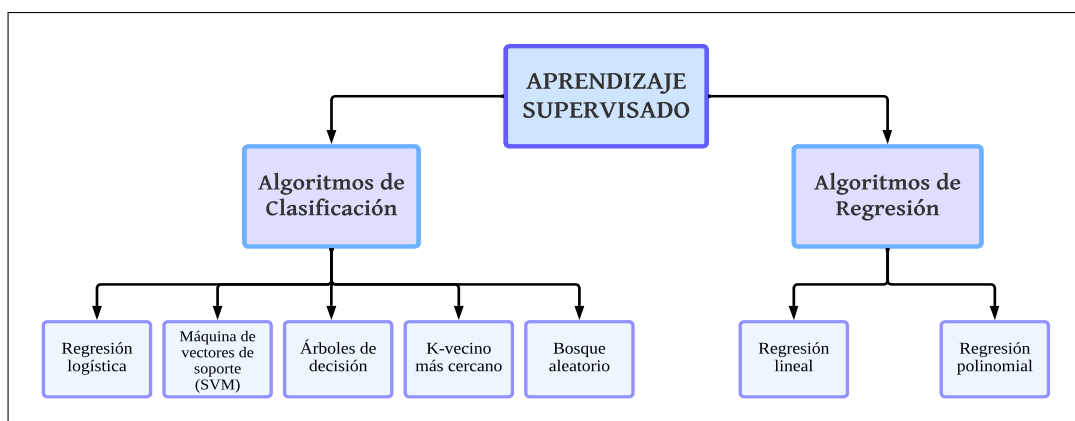 APRENDIZAJE
SUPERVISADO
Algoritmos de
Clasificación
Algoritmos de
Regresión
Regresión
logística
Máquina de
vectores de
soporte
(SVM)
Árboles de
decisión
K-vecino
más cercano
Bosque
aleatorio
Regresión
lineal
Regresión
polinomial